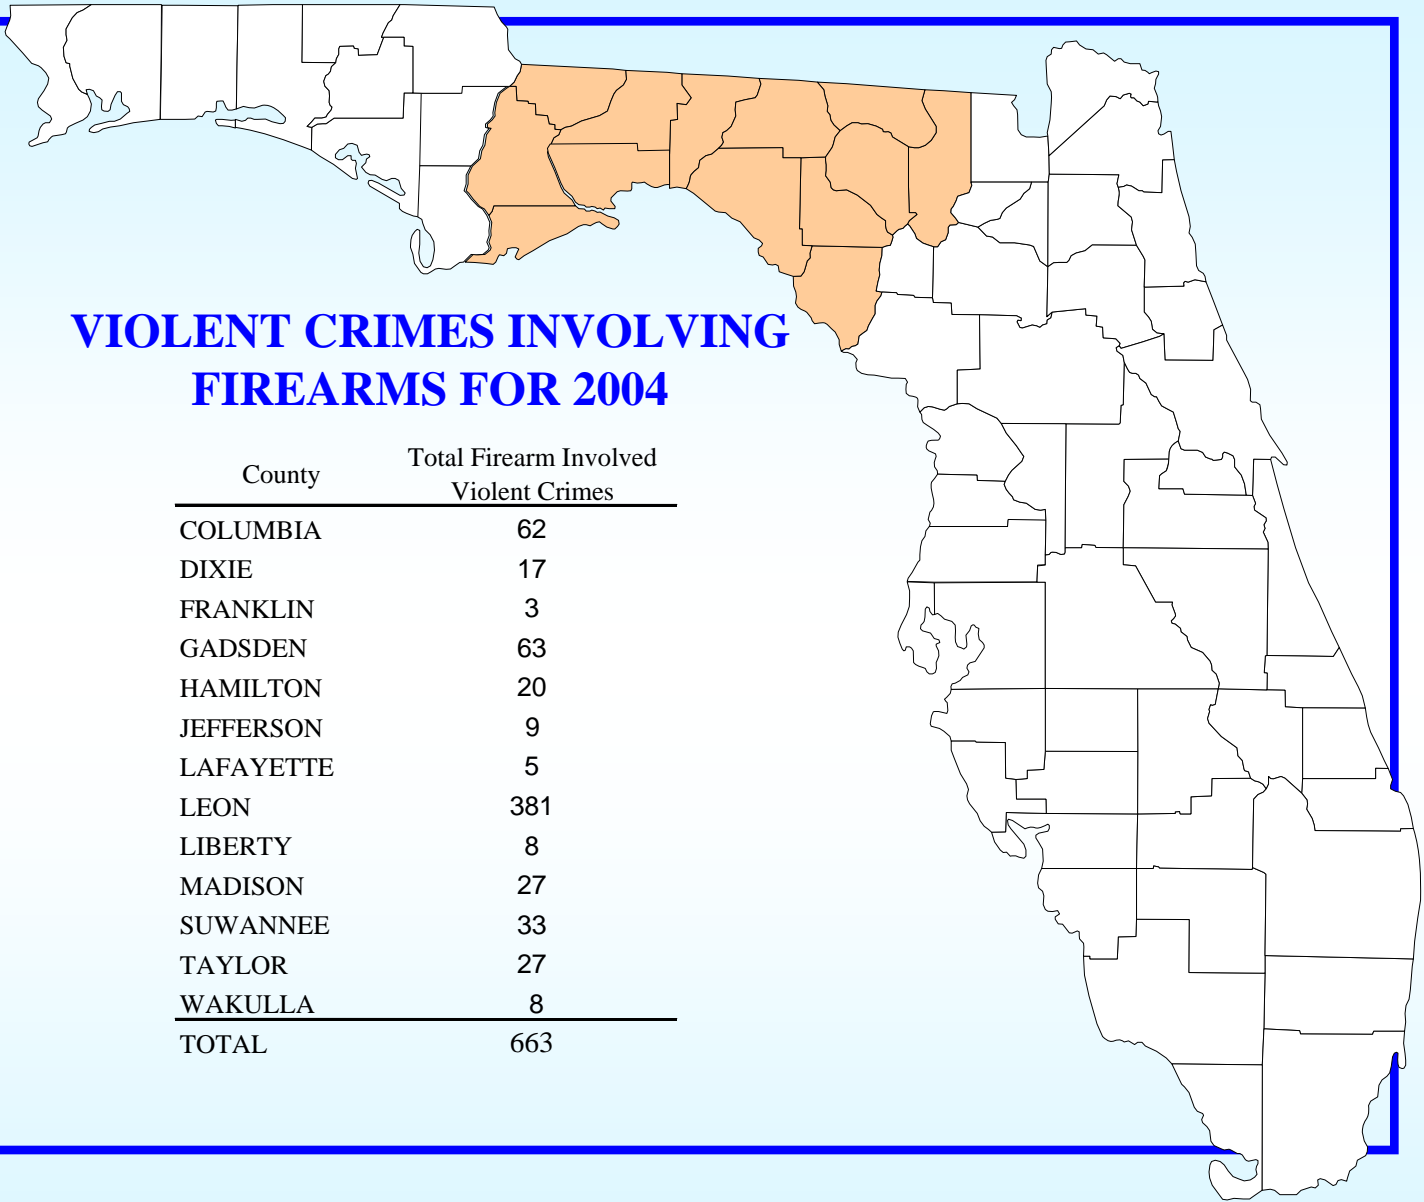 VIOLENT CRIMES INVOLVING
FIREARMS FOR 2004
County Total Firearm Involved
Violent Crimes
COLUMBIA 62
DIXIE 17
FRANKLIN 3
GADSDEN 63
HAMILTON 20
JEFFERSON 9
LAFAYETTE 5
LEON 381
LIBERTY 8
MADISON 27
SUWANNEE 33
TAYLOR 27
WAKULLA 8
TOTAL 663